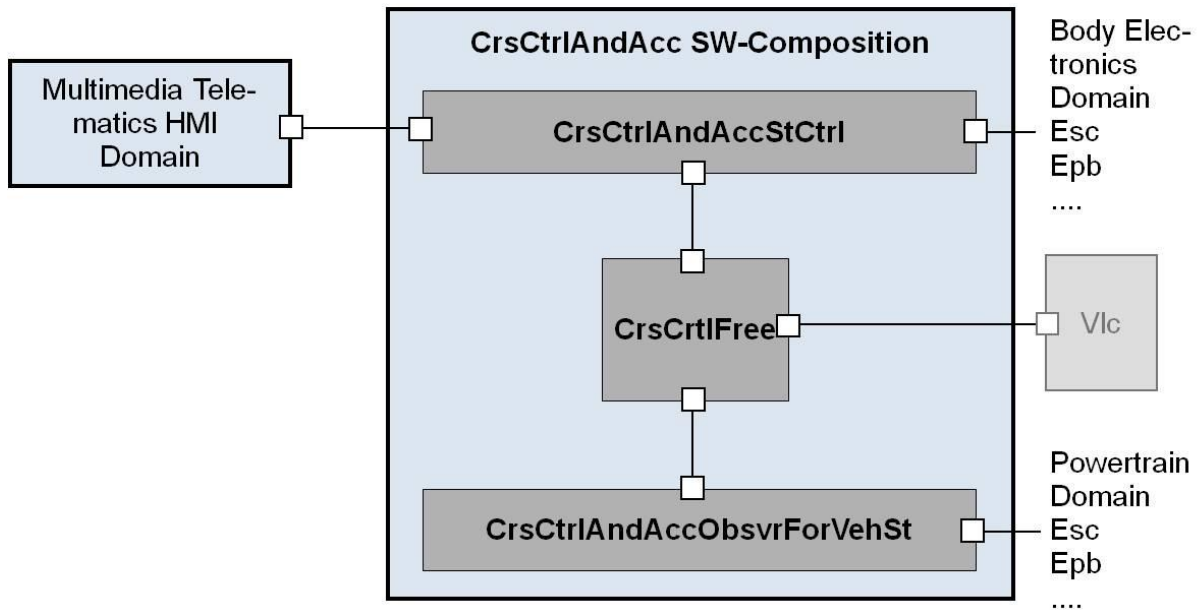 CrsCtrlAndAcc SW-Composition
Multimedia Tele-
matics HMI
Domain
CrsCtrlAndAccStCtrl
Body Elec-
tronics
Domain
Esc
Epb
....
CrsCrtlFree
Vlc
CrsCtrlAndAccObsvrForVehSt
Powertrain
Domain
Esc
Epb
....